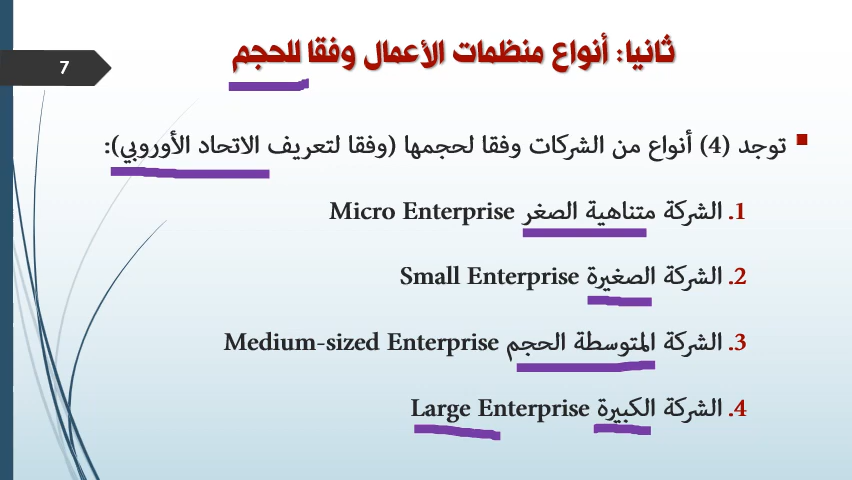 7
ثانيا: أنواع منظمات الأعمال وفقا للحجم
توجد (4) أنواع من الشركات وفقا لحجمها (وفقا لتعريف الاتحاد الأوروبي):
1. الشركة متناهية الصغر Micro Enterprise
2. الشركة الصغيرة Small Enterprise
3. الشركة المتوسطة الحجم Medium-sized Enterprise
4. الشركة الكبيرة Large Enterprise